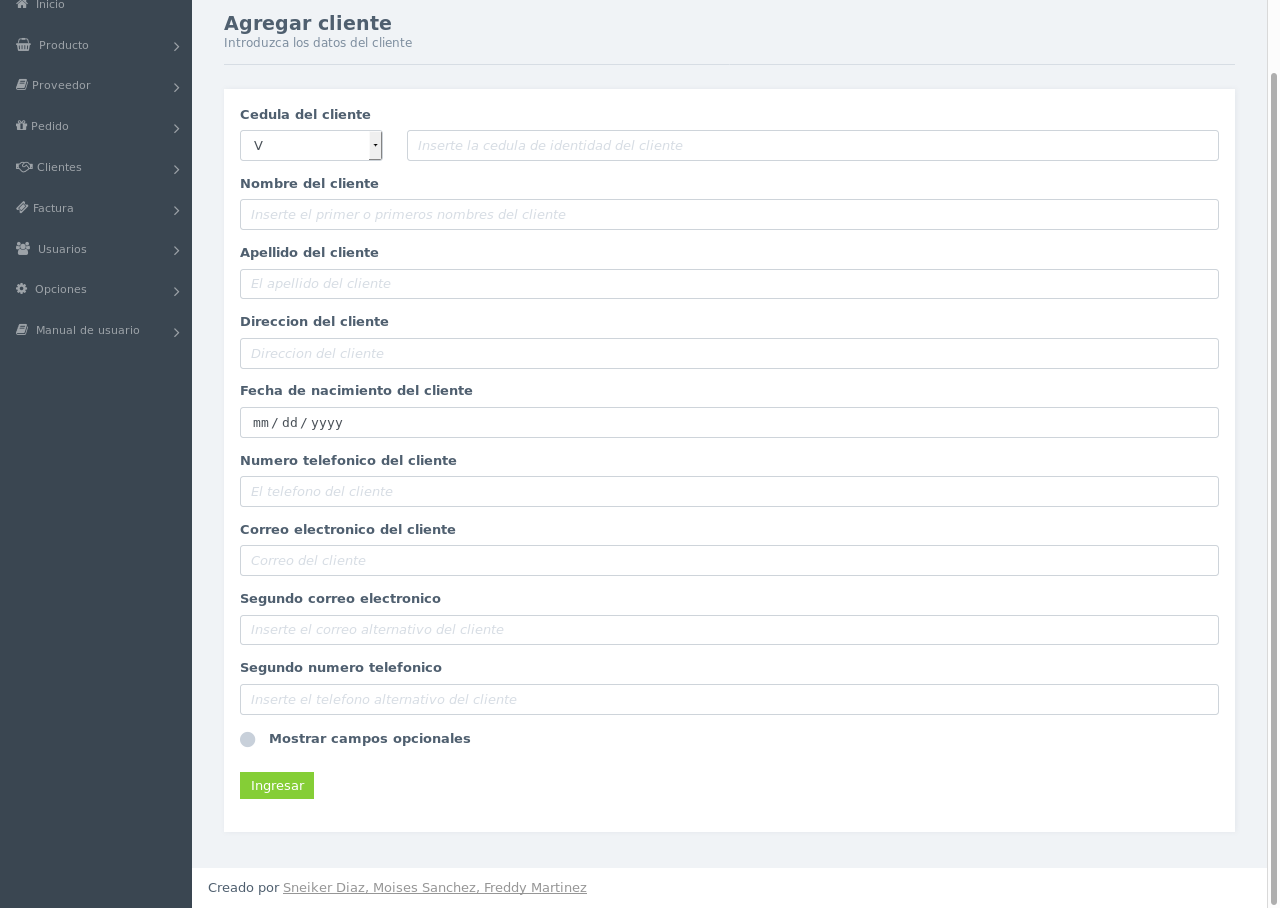 Inicio
Producto
Proveedor
Pedido
Clientes
Factura
Usuarios
Opciones
Manual de usuario
Agregar cliente
Introduzca los datos del cliente
Cedula del cliente
V
Inserte la cedula de identidad del cliente
Nombre del cliente
Inserte el primer o primeros nombres del cliente
Apellido del cliente
El apellido del cliente
Direccion del cliente
Direccion del cliente
Fecha de nacimiento del cliente
mm / dd / yyyy
Numero telefonico del cliente
El telefono del cliente
Correo electronico del cliente
Correo del cliente
Segundo correo electronico
Inserte el correo alternativo del cliente
Segundo numero telefonico
Inserte el telefono alternativo del cliente
Mostrar campos opcionales
Ingresar
Creado por Sneiker Diaz, Moises Sanchez, Freddy Martinez